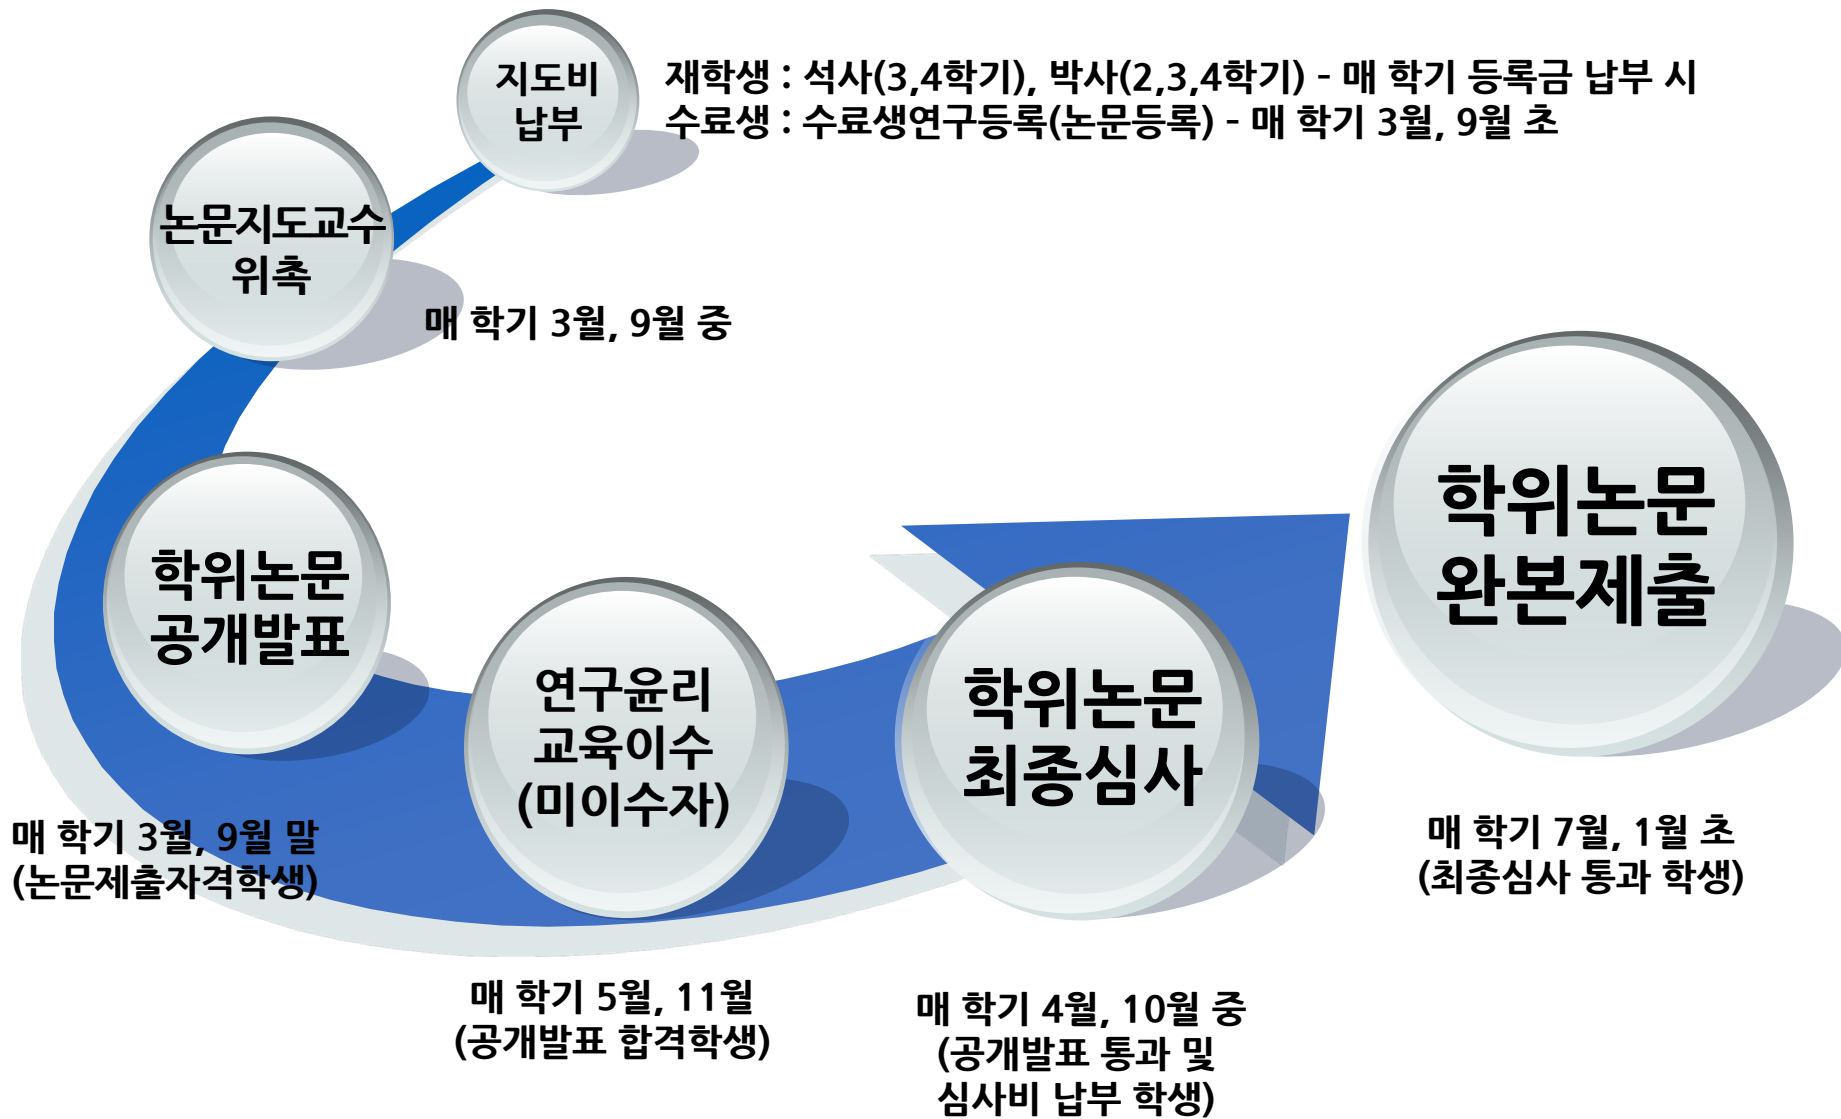 지도비
납부
재학생 : 석사(3,4학기), 박사(2,3,4학기) - 매 학기 등록금 납부 시
수료생 : 수료생연구등록(논문등록) - 매 학기 3월, 9월 초
논문지도교수
위촉
매 학기 3월, 9월 중
학위논문
공개발표
매 학기 3월, 9월 말
(논문제출자격학생)
연구윤리
교육이수
(미이수자)
매 학기 5월, 11월
(공개발표 합격학생)
학위논문
최종심사
매 학기 4월, 10월 중
(공개발표 통과 및
심사비 납부 학생)
학위논문
완본제출
매 학기 7월, 1월 초
(최종심사 통과 학생)